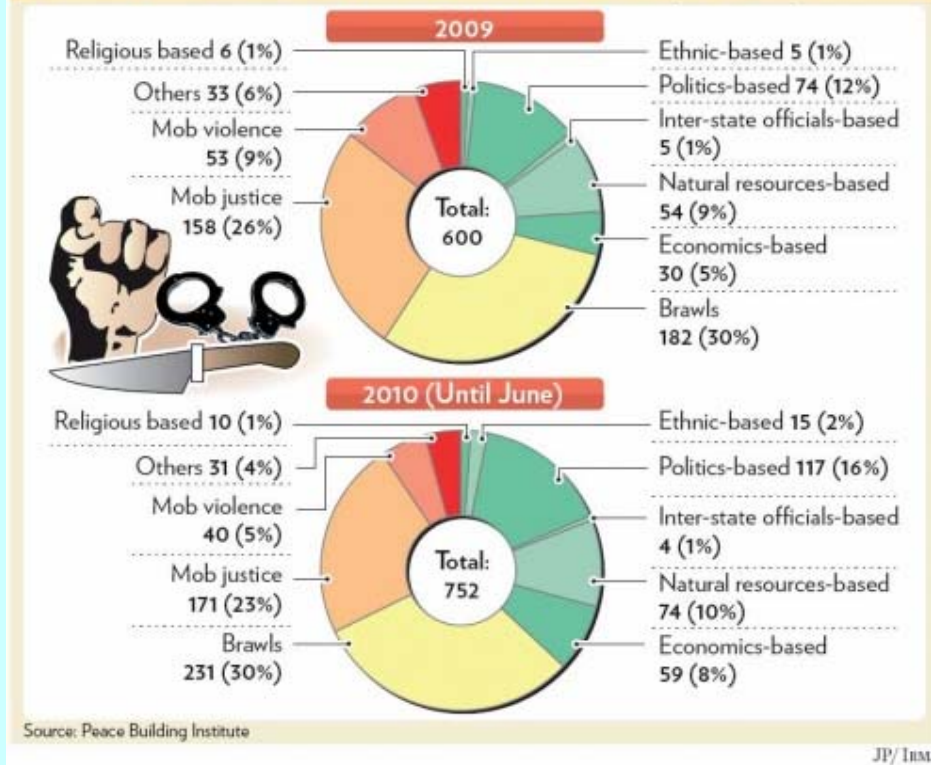 2009
Religious based 6 (1%)
Others 33 (6%)
Mob violence
53 (9%)
Mob justice
158 (26%)
Total:
600
Ethnic-based 5 (1%)
Politics-based 74 (12%)
Inter-state officials-based
5 (1%)
Natural resources-based
54 (9%)
Economics-based
30 (5%)
Brawls
182 (30%)
2010 (Until June)
Religious based 10 (1%)
Others 31 (4%)
Mob violence
40 (5%)
Mob justice
171 (23%)
Brawls
231 (30%)
Total:
752
Ethnic-based 15 (2%)
Politics-based 117 (16%)
Inter-state officials-based
4 (1%)
Natural resources-based
74 (10%)
Economics-based
59 (8%)
Source: Peace Building Institute
JP/ IRM